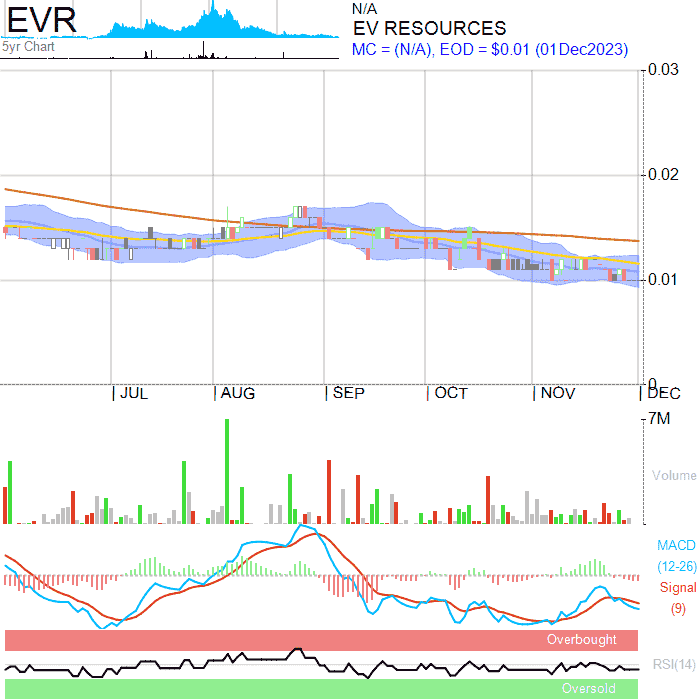 EVR
5yr Chart
N/A
EV RESOURCES
MC = (N/A), EOD = $0.01 (01Dec2023)
0.03
0.02
0.01
0
JUL
AUG
SEP
OCT
NOV
DEC
7M
Volume
MACD
(12-26)
Signal
(9)
Overbought
RSI(14)
Oversold